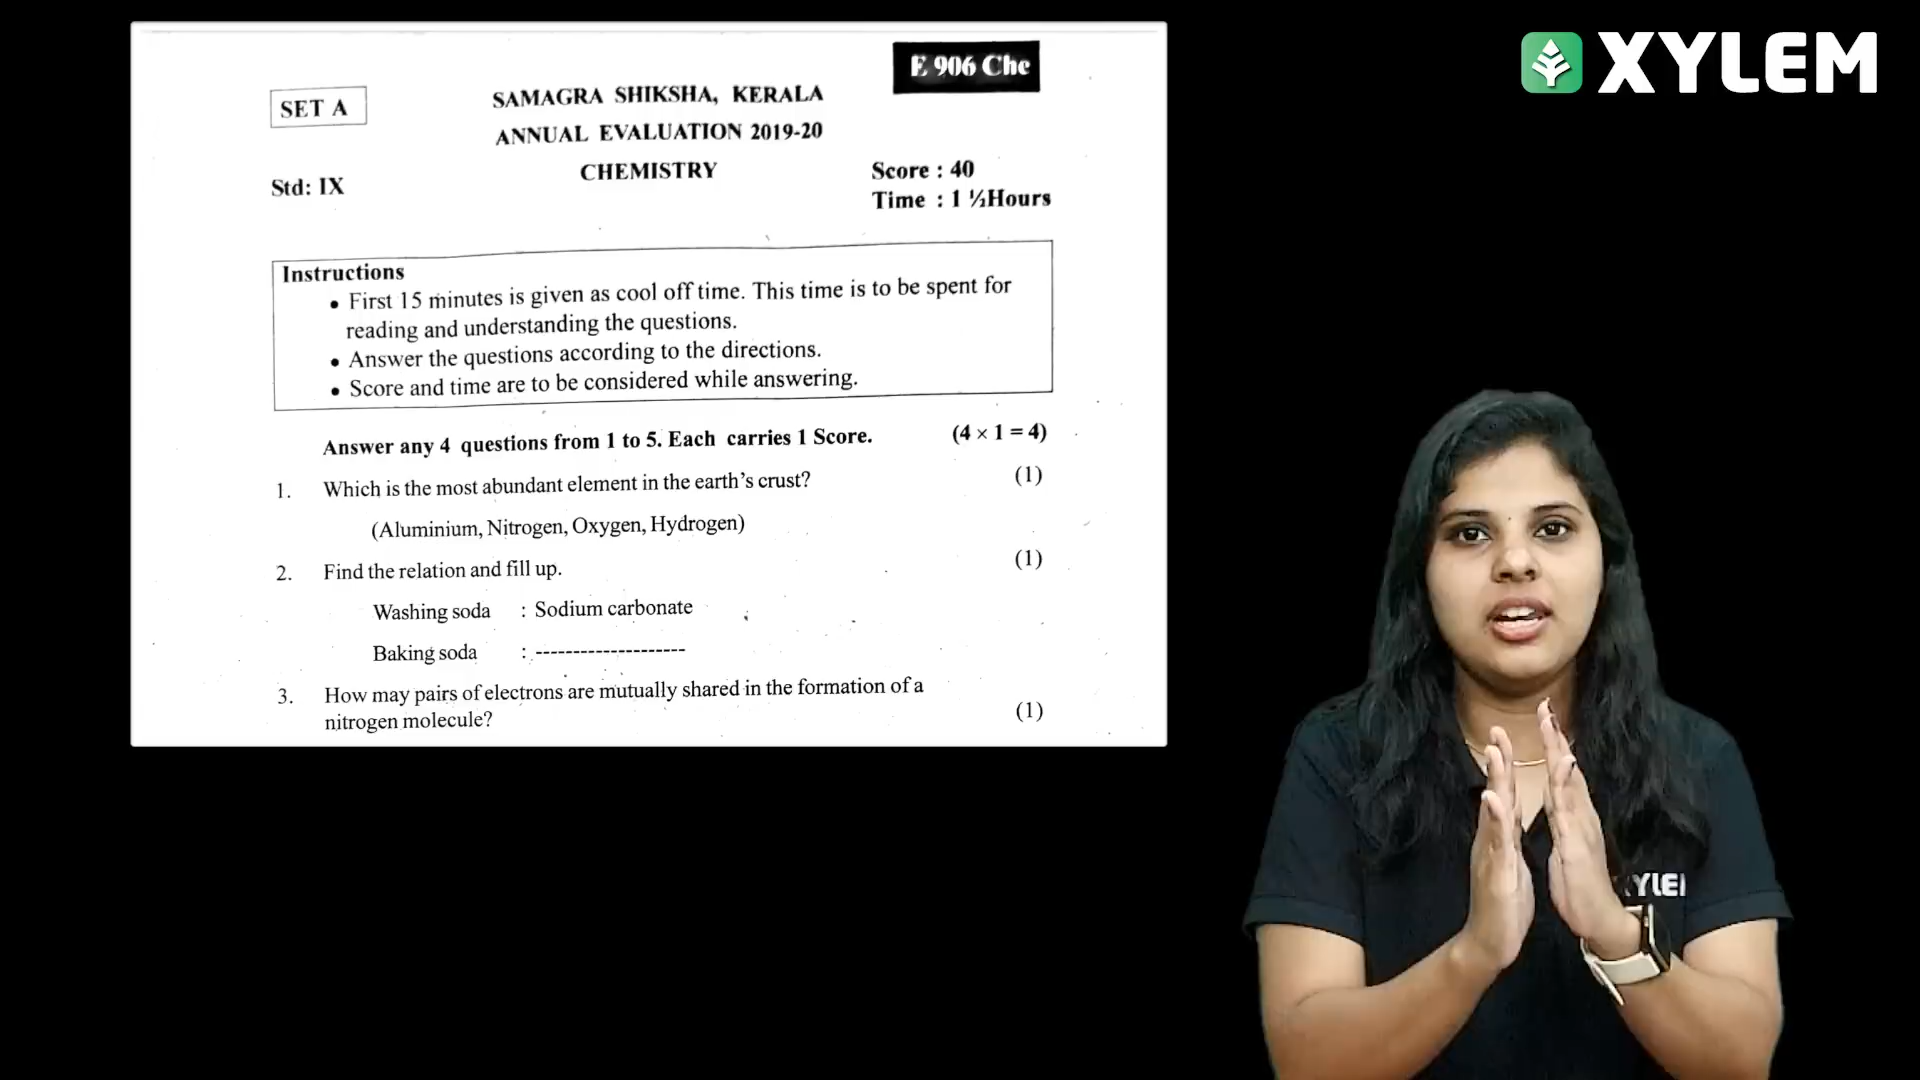 XYLEM
E 906 Che
SET A
SAMAGRA SHIKSHA, KERALA
ANNUAL EVALUATION 2019-20
CHEMISTRY
Std: IX
Score : 40
Time : 1 ½Hours
Instructions
• First 15 minutes is given as cool off time. This time is to be spent for
reading and understanding the questions.
• Answer the questions according to the directions.
• Score and time are to be considered while answering.
Answer any 4 questions from 1 to 5. Each carries 1 Score. (4 × 1 = 4)
1. Which is the most abundant element in the earth's crust? (1)
(Aluminium, Nitrogen, Oxygen, Hydrogen)
2. Find the relation and fill up. (1)
Washing soda : Sodium carbonate
Baking soda : --------------------
3. How may pairs of electrons are mutually shared in the formation of a
nitrogen molecule? (1)
XYLEM